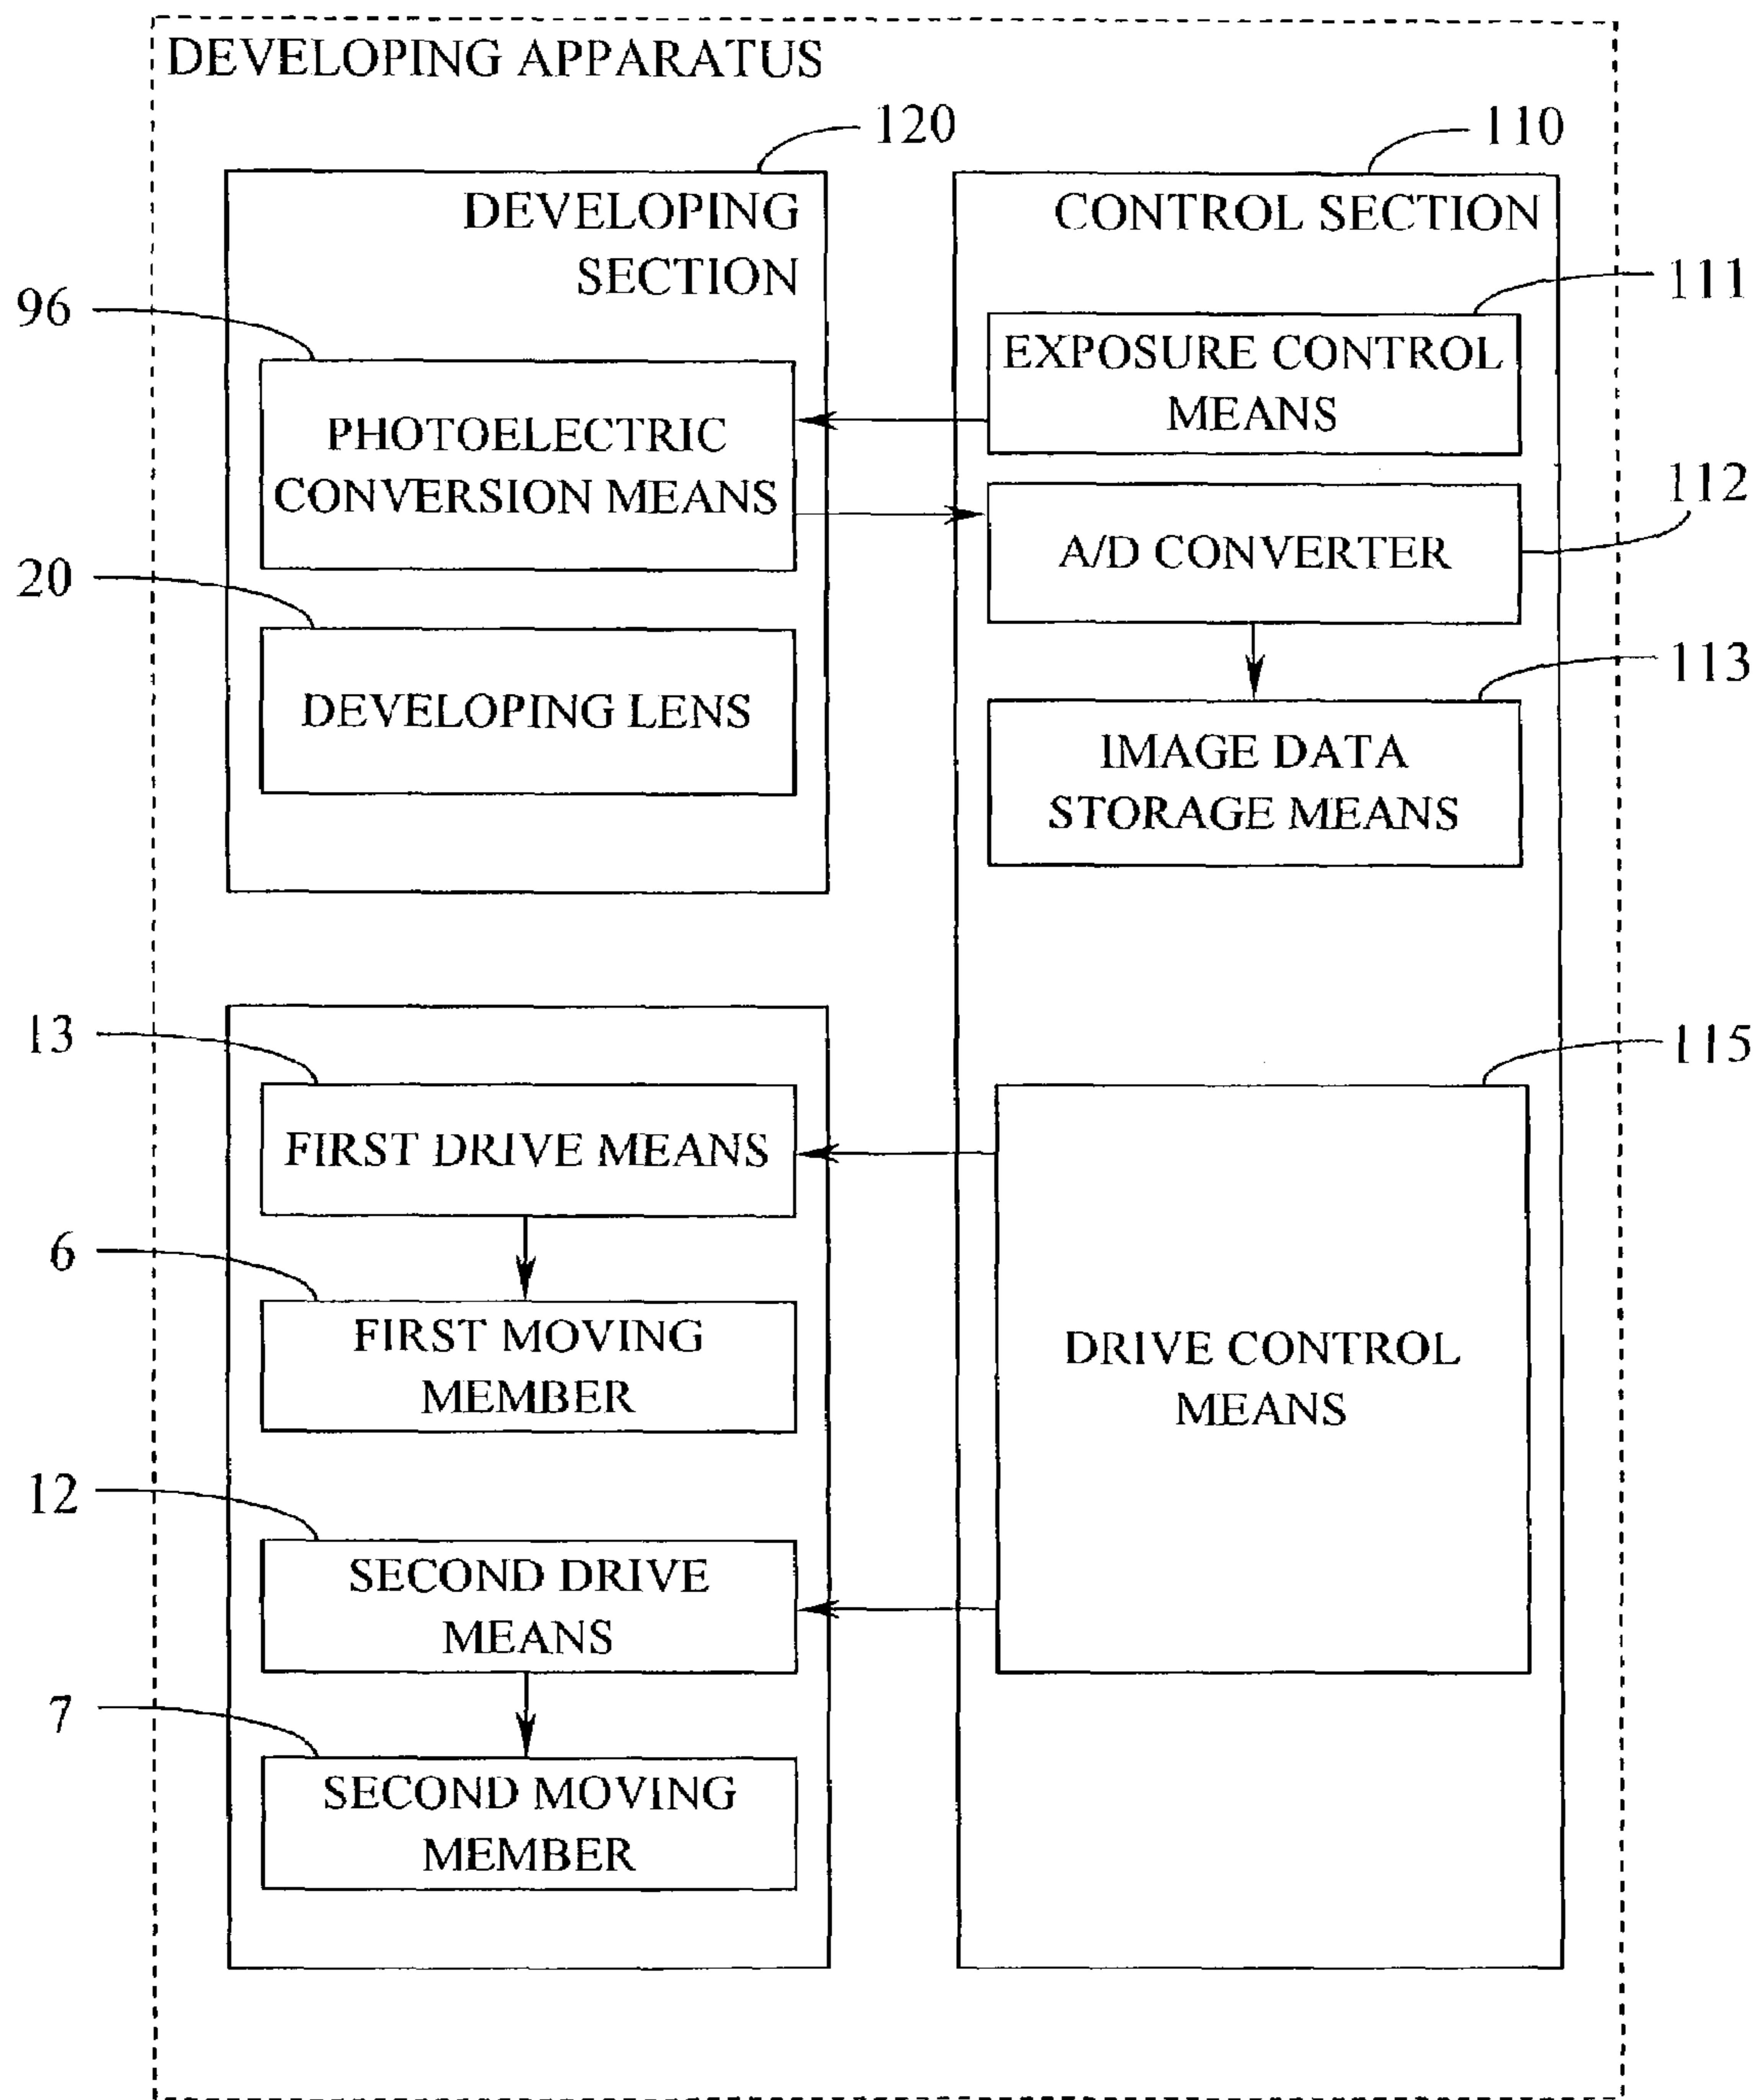 DEVELOPING APPARATUS
120
110
DEVELOPING
SECTION
CONTROL SECTION
96
111
PHOTOELECTRIC
CONVERSION MEANS
EXPOSURE CONTROL
MEANS
112
A/D CONVERTER
20
DEVELOPING LENS
113
IMAGE DATA
STORAGE MEANS
13
FIRST DRIVE MEANS
115
DRIVE CONTROL
MEANS
6
FIRST MOVING
MEMBER
12
SECOND DRIVE
MEANS
7
SECOND MOVING
MEMBER